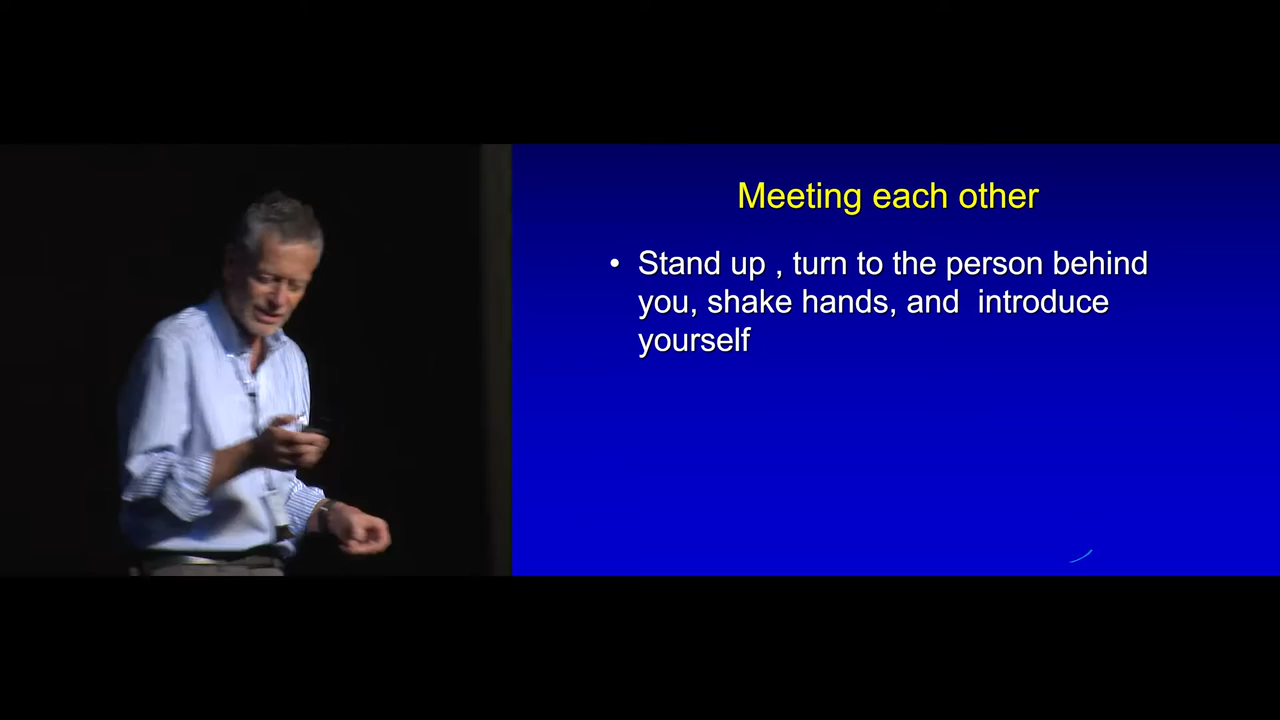 Meeting each other
• Stand up , turn to the person behind
you, shake hands, and  introduce
yourself